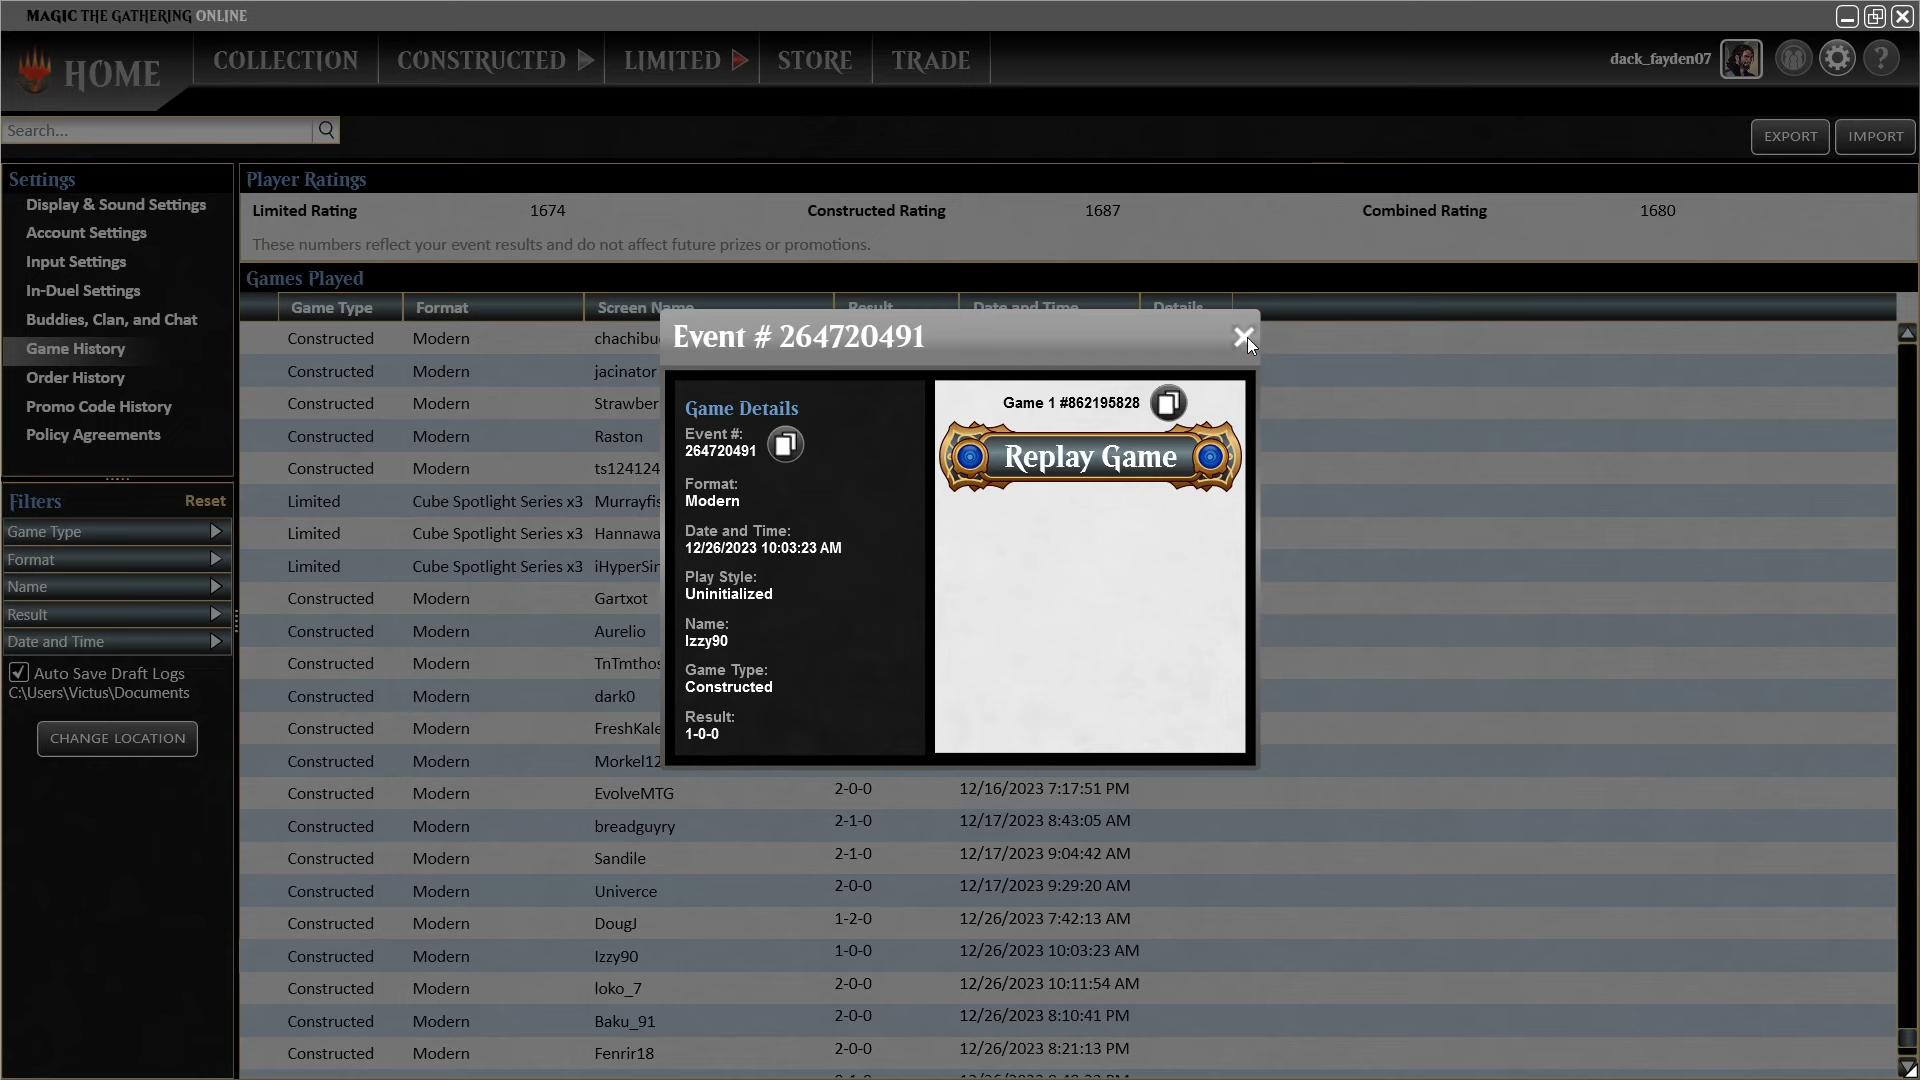 MAGIC THE GATHERING ONLINE
HOME
COLLECTION
CONSTRUCTED
LIMITED
STORE
TRADE
dack_fayden07
?
Search...
EXPORT
IMPORT
Settings
Display & Sound Settings
Account Settings
Input Settings
In-Duel Settings
Buddies, Clan, and Chat
Game History
Order History
Promo Code History
Policy Agreements
Filters
Reset
Game Type
Format
Name
Result
Date and Time
Auto Save Draft Logs
C:\Users\Victus\Documents
CHANGE LOCATION
Player Ratings
Limited Rating 1674 Constructed Rating 1687 Combined Rating 1680
These numbers reflect your event results and do not affect future prizes or promotions.
Games Played
Game Type Format Screen Name Result Date and Time Details
Constructed Modern
Constructed Modern jacinator
Constructed Modern
Constructed Modern Raston
Constructed Modern ts124124
Limited Cube Spotlight Series x3
Limited Cube Spotlight Series x3
Limited Cube Spotlight Series x3
Constructed Modern Gartxot
Constructed Modern Aurelio
Constructed Modern
Constructed Modern dark0
Constructed Modern
Constructed Modern
Constructed Modern EvolveMTG 2-0-0 12/16/2023 7:17:51 PM
Constructed Modern breadguyry 2-1-0 12/17/2023 8:43:05 AM
Constructed Modern Sandile 2-1-0 12/17/2023 9:04:42 AM
Constructed Modern Univerce 2-0-0 12/17/2023 9:29:20 AM
Constructed Modern DougJ 1-2-0 12/26/2023 7:42:13 AM
Constructed Modern Izzy90 1-0-0 12/26/2023 10:03:23 AM
Constructed Modern loko_7 2-0-0 12/26/2023 10:11:54 AM
Constructed Modern Baku_91 2-0-0 12/26/2023 8:10:41 PM
Constructed Modern Fenrir18 2-0-0 12/26/2023 8:21:13 PM
Event # 264720491
Game Details
Event #:
264720491
Format:
Modern
Date and Time:
12/26/2023 10:03:23 AM
Play Style:
Uninitialized
Name:
Izzy90
Game Type:
Constructed
Result:
1-0-0
Game 1 #862195828
Replay Game